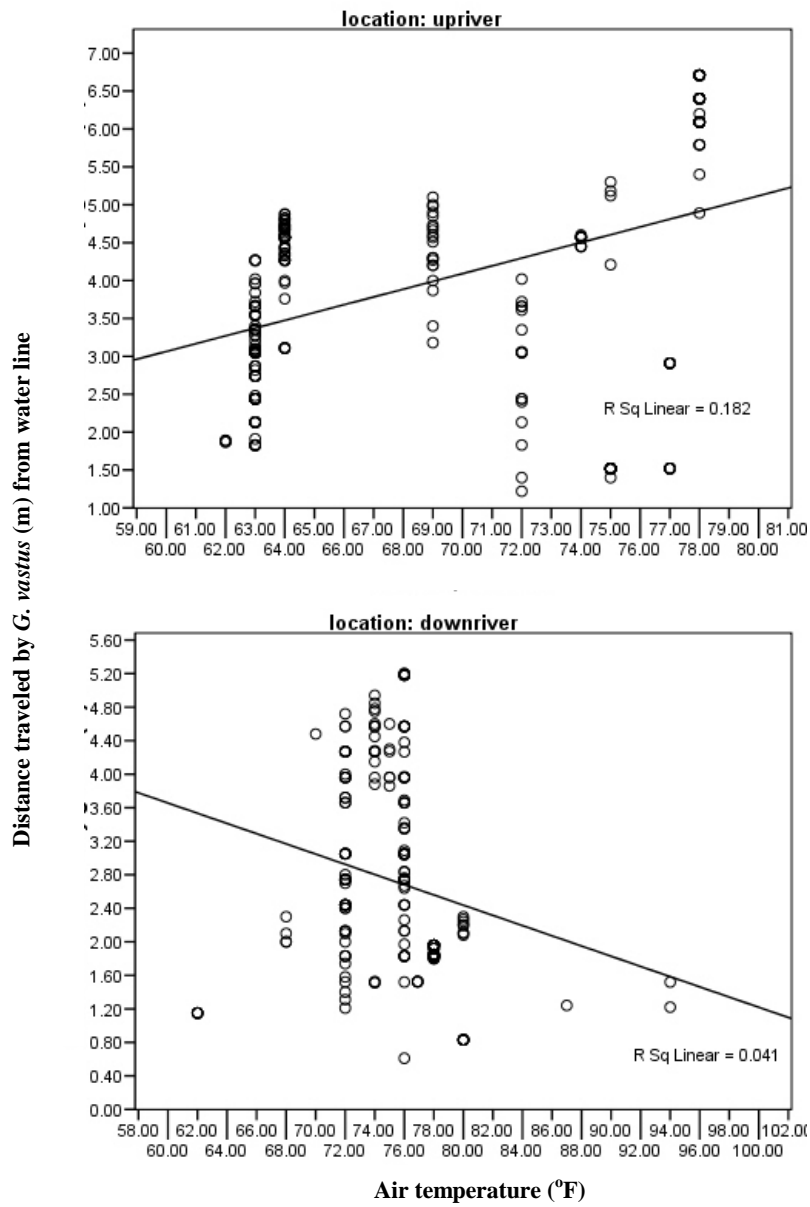 location: upriver
7.00
6.50
6.00
5.50
5.00
4.50
4.00
3.50
3.00
2.50
2.00
1.50
1.00
R Sq Linear = 0.182
59.00 61.00 63.00 65.00 67.00 69.00 71.00 73.00 75.00 77.00 79.00 81.00
60.00 62.00 64.00 66.00 68.00 70.00 72.00 74.00 76.00 78.00 80.00
Distance traveled by G. vastus (m) from water line
location: downriver
5.60
5.20
4.80
4.40
4.00
3.60
3.20
2.80
2.40
2.00
1.60
1.20
0.80
0.40
0.00
R Sq Linear = 0.041
58.00 62.00 66.00 70.00 74.00 78.00 82.00 86.00 90.00 94.00 98.00 102.00
60.00 64.00 68.00 72.00 76.00 80.00 84.00 88.00 92.00 96.00 100.00
Air temperature (°F)